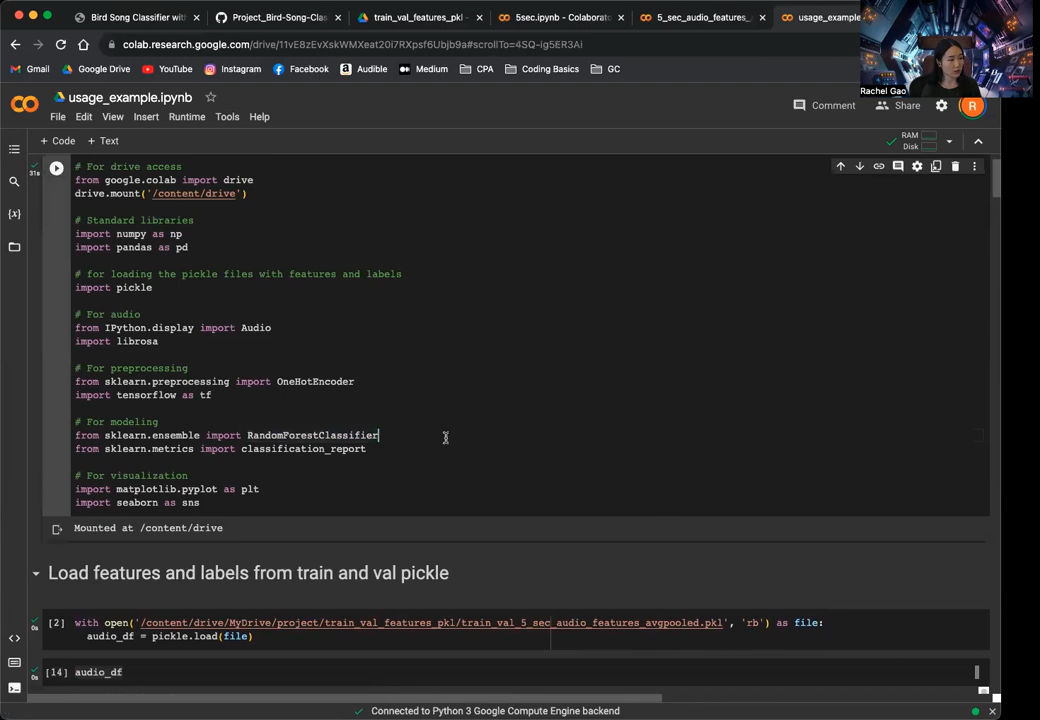 Bird Song Classifier wit
Project_Bird-Song-Clas
train_val_features_pkl -
5sec.ipynb - Colaborato
5_sec_audio_features_
usage_example.ipynb
colab.research.google.com/drive/11vE8zEvXskWMXeat20i7RXpsf6Ubjb9a#scrollTo=4SQ-ig5ER3Ai
Gmail Google Drive YouTube Instagram Facebook Audible Medium CPA Coding Basics GC
Rachel Gao
usage_example.ipynb
Comment Share R
File Edit View Insert Runtime Tools Help
+ Code + Text
RAM
Disk
31s
# For drive access
from google.colab import drive
drive.mount('/content/drive')
# Standard libraries
import numpy as np
import pandas as pd
# for loading the pickle files with features and labels
import pickle
# For audio
from IPython.display import Audio
import librosa
# For preprocessing
from sklearn.preprocessing import OneHotEncoder
import tensorflow as tf
# For modeling
from sklearn.ensemble import RandomForestClassifier
from sklearn.metrics import classification_report
# For visualization
import matplotlib.pyplot as plt
import seaborn as sns
Mounted at /content/drive
Load features and labels from train and val pickle
0s [2] with open('/content/drive/MyDrive/project/train_val_features_pkl/train_val_5_sec_audio_features_avgpooled.pkl', 'rb') as file:
audio_df = pickle.load(file)
0s [14] audio_df
Connected to Python 3 Google Compute Engine backend